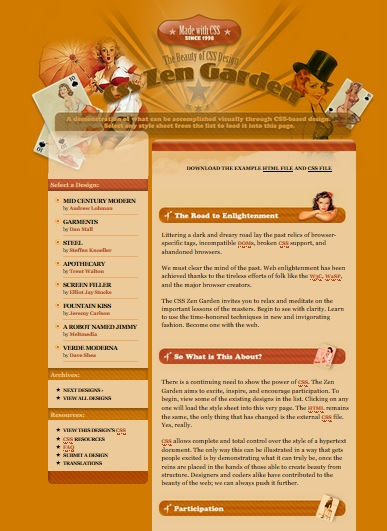 Made with CSS
SINCE 1998
The Beauty of CSS Design
CSS Zen Garden
A demonstration of what can be accomplished visually through CSS-based design.
Select any style sheet from the list to load it into this page.
DOWNLOAD THE EXAMPLE HTML FILE AND CSS FILE
Select a Design:
MID CENTURY MODERN
by Andrew Lohman
GARMENTS
by Dan Mall
STEEL
by Steffen Knoeller
APOTHECARY
by Trent Walton
SCREEN FILLER
by Elliot Jay Stocks
FOUNTAIN KISS
by Jeremy Carlson
A ROBOT NAMED JIMMY
by Meltmedia
VERDE MODERNA
by Dave Shea
Archives:
NEXT DESIGNS ›
VIEW ALL DESIGNS
Resources:
VIEW THIS DESIGN'S CSS
CSS RESOURCES
FAQ
SUBMIT A DESIGN
TRANSLATIONS
The Road to Enlightenment
Littering a dark and dreary road lay the past relics of browser-
specific tags, incompatible DOMs, broken CSS support, and
abandoned browsers.
We must clear the mind of the past. Web enlightenment has been
achieved thanks to the tireless efforts of folk like the W3C, WaSP,
and the major browser creators.
The CSS Zen Garden invites you to relax and meditate on the
important lessons of the masters. Begin to see with clarity. Learn
to use the time-honored techniques in new and invigorating
fashion. Become one with the web.
So What is This About?
There is a continuing need to show the power of CSS. The Zen
Garden aims to excite, inspire, and encourage participation. To
begin, view some of the existing designs in the list. Clicking on any
one will load the style sheet into this very page. The HTML remains
the same, the only thing that has changed is the external CSS file.
Yes, really.
CSS allows complete and total control over the style of a hypertext
document. The only way this can be illustrated in a way that gets
people excited is by demonstrating what it can truly be, once the
reins are placed in the hands of those able to create beauty from
structure. Designers and coders alike have contributed to the
beauty of the web; we can always push it further.
Participation